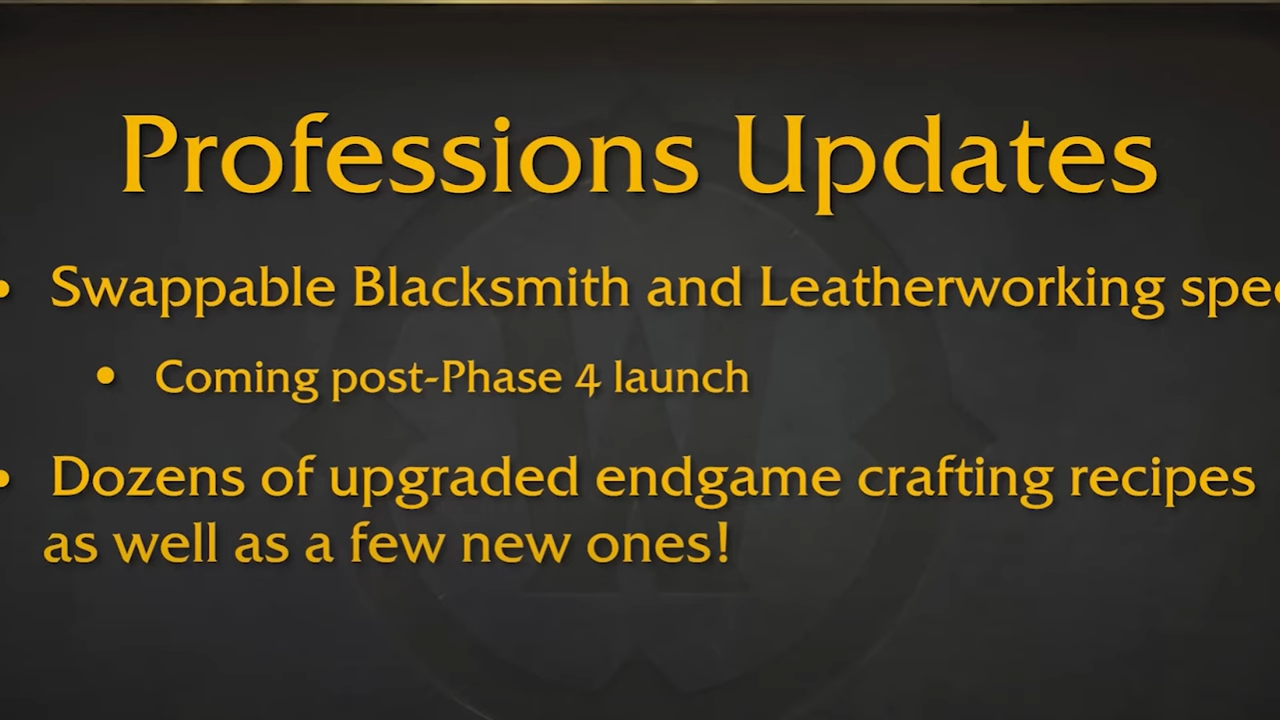 Professions Updates
• Swappable Blacksmith and Leatherworking
• Coming post-Phase 4 launch
• Dozens of upgraded endgame crafting recipes
as well as a few new ones!